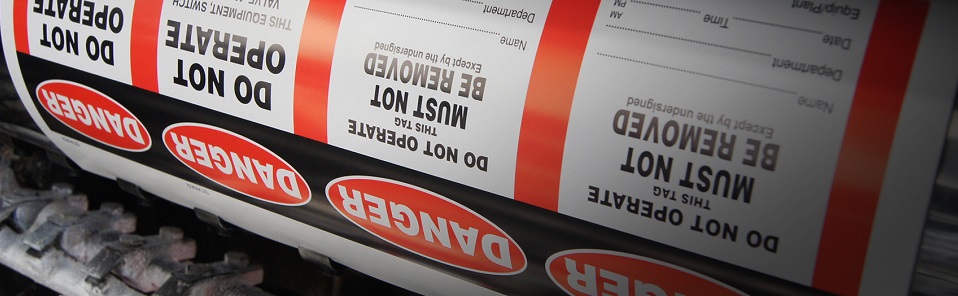 DANGER
DO NOT OPERATE
THIS TAG
MUST NOT
BE REMOVED
Except by the undersigned
Name
Department
Date Time AM
PM
Equip/Plant
DANGER
DO NOT OPERATE
THIS TAG
MUST NOT
BE REMOVED
Except by the undersigned
Name
Department
DANGER
DO NOT
OPERATE
THIS EQUIPMENT, SWITCH
VALVE
DANGER
DO NOT
OPERATE